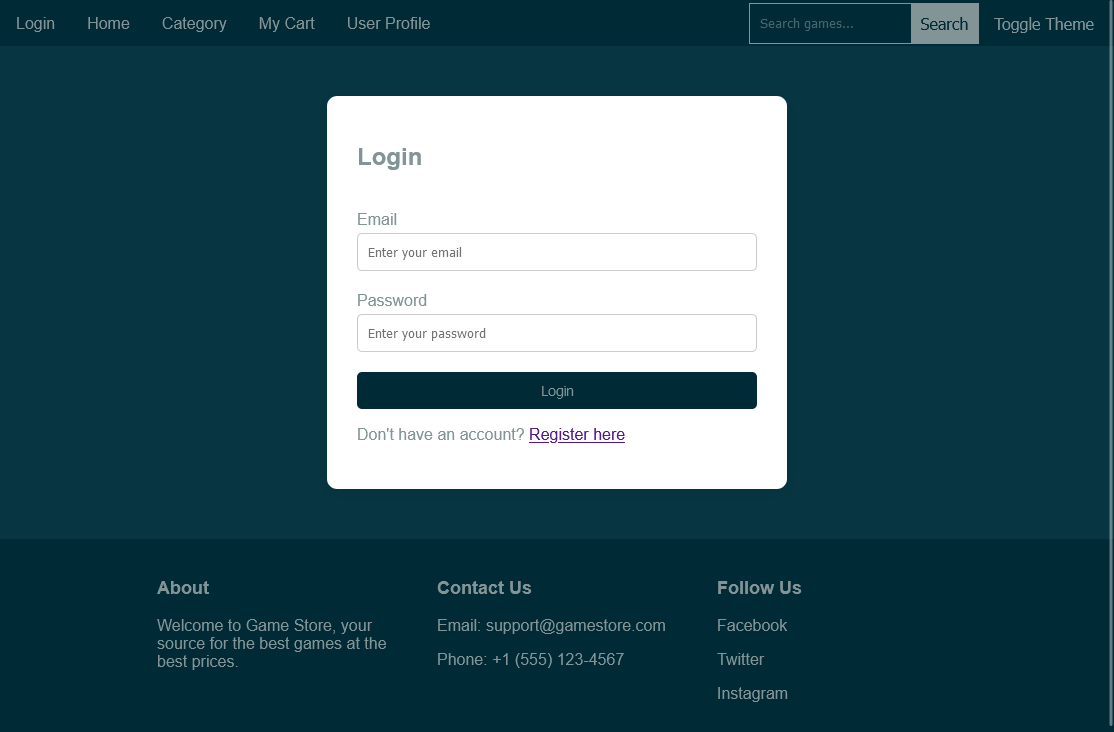 Login Home Category My Cart User Profile Search games... Search Toggle Theme
Login
Email
Enter your email
Password
Enter your password
Login
Don't have an account? Register here
About
Welcome to Game Store, your
source for the best games at the
best prices.
Contact Us
Email: support@gamestore.com
Phone: +1 (555) 123-4567
Follow Us
Facebook
Twitter
Instagram